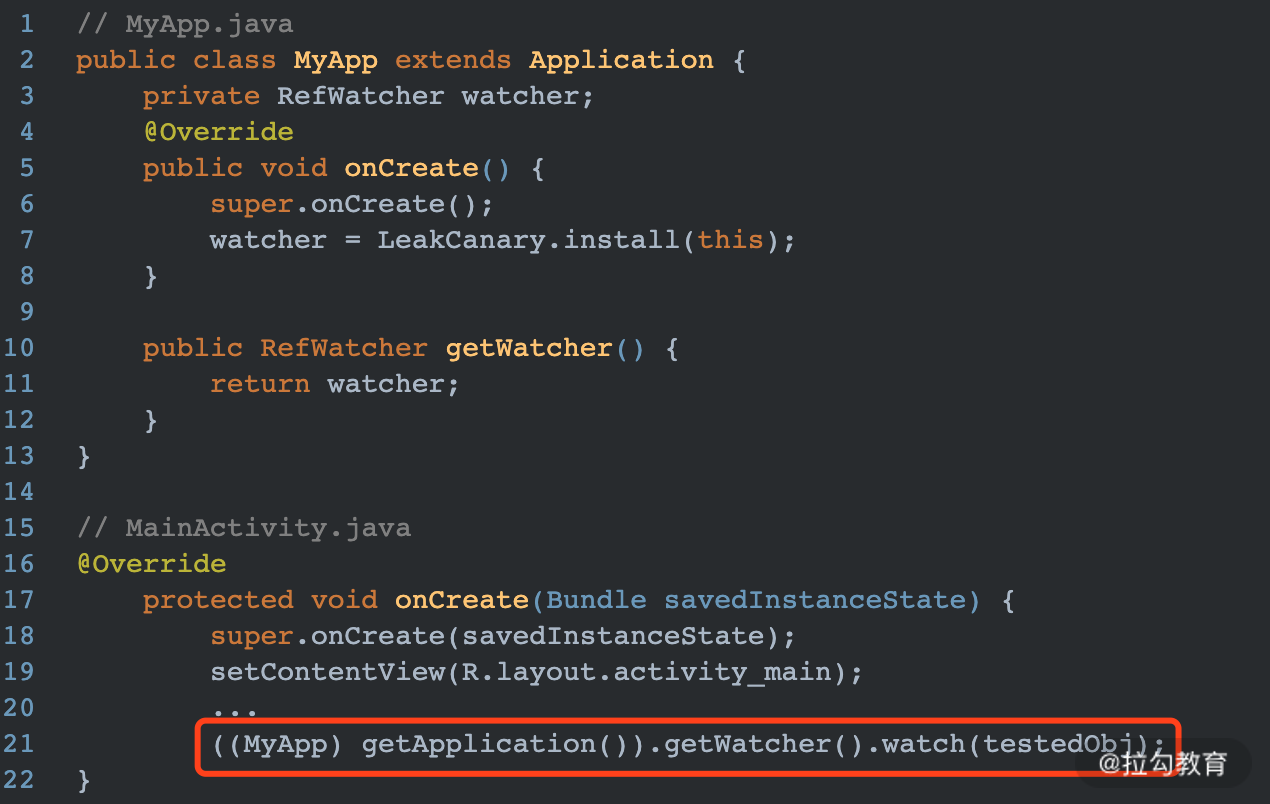 1 // MyApp.java
2 public class MyApp extends Application {
3 private RefWatcher watcher;
4 @Override
5 public void onCreate() {
6 super.onCreate();
7 watcher = LeakCanary.install(this);
8 }
9
10 public RefWatcher getWatcher() {
11 return watcher;
12 }
13 }
14
15 // MainActivity.java
16 @Override
17 protected void onCreate(Bundle savedInstanceState) {
18 super.onCreate(savedInstanceState);
19 setContentView(R.layout.activity_main);
20 ...
21 ((MyApp) getApplication()).getWatcher().watch(testedObj);
22 }
@拉勾教育